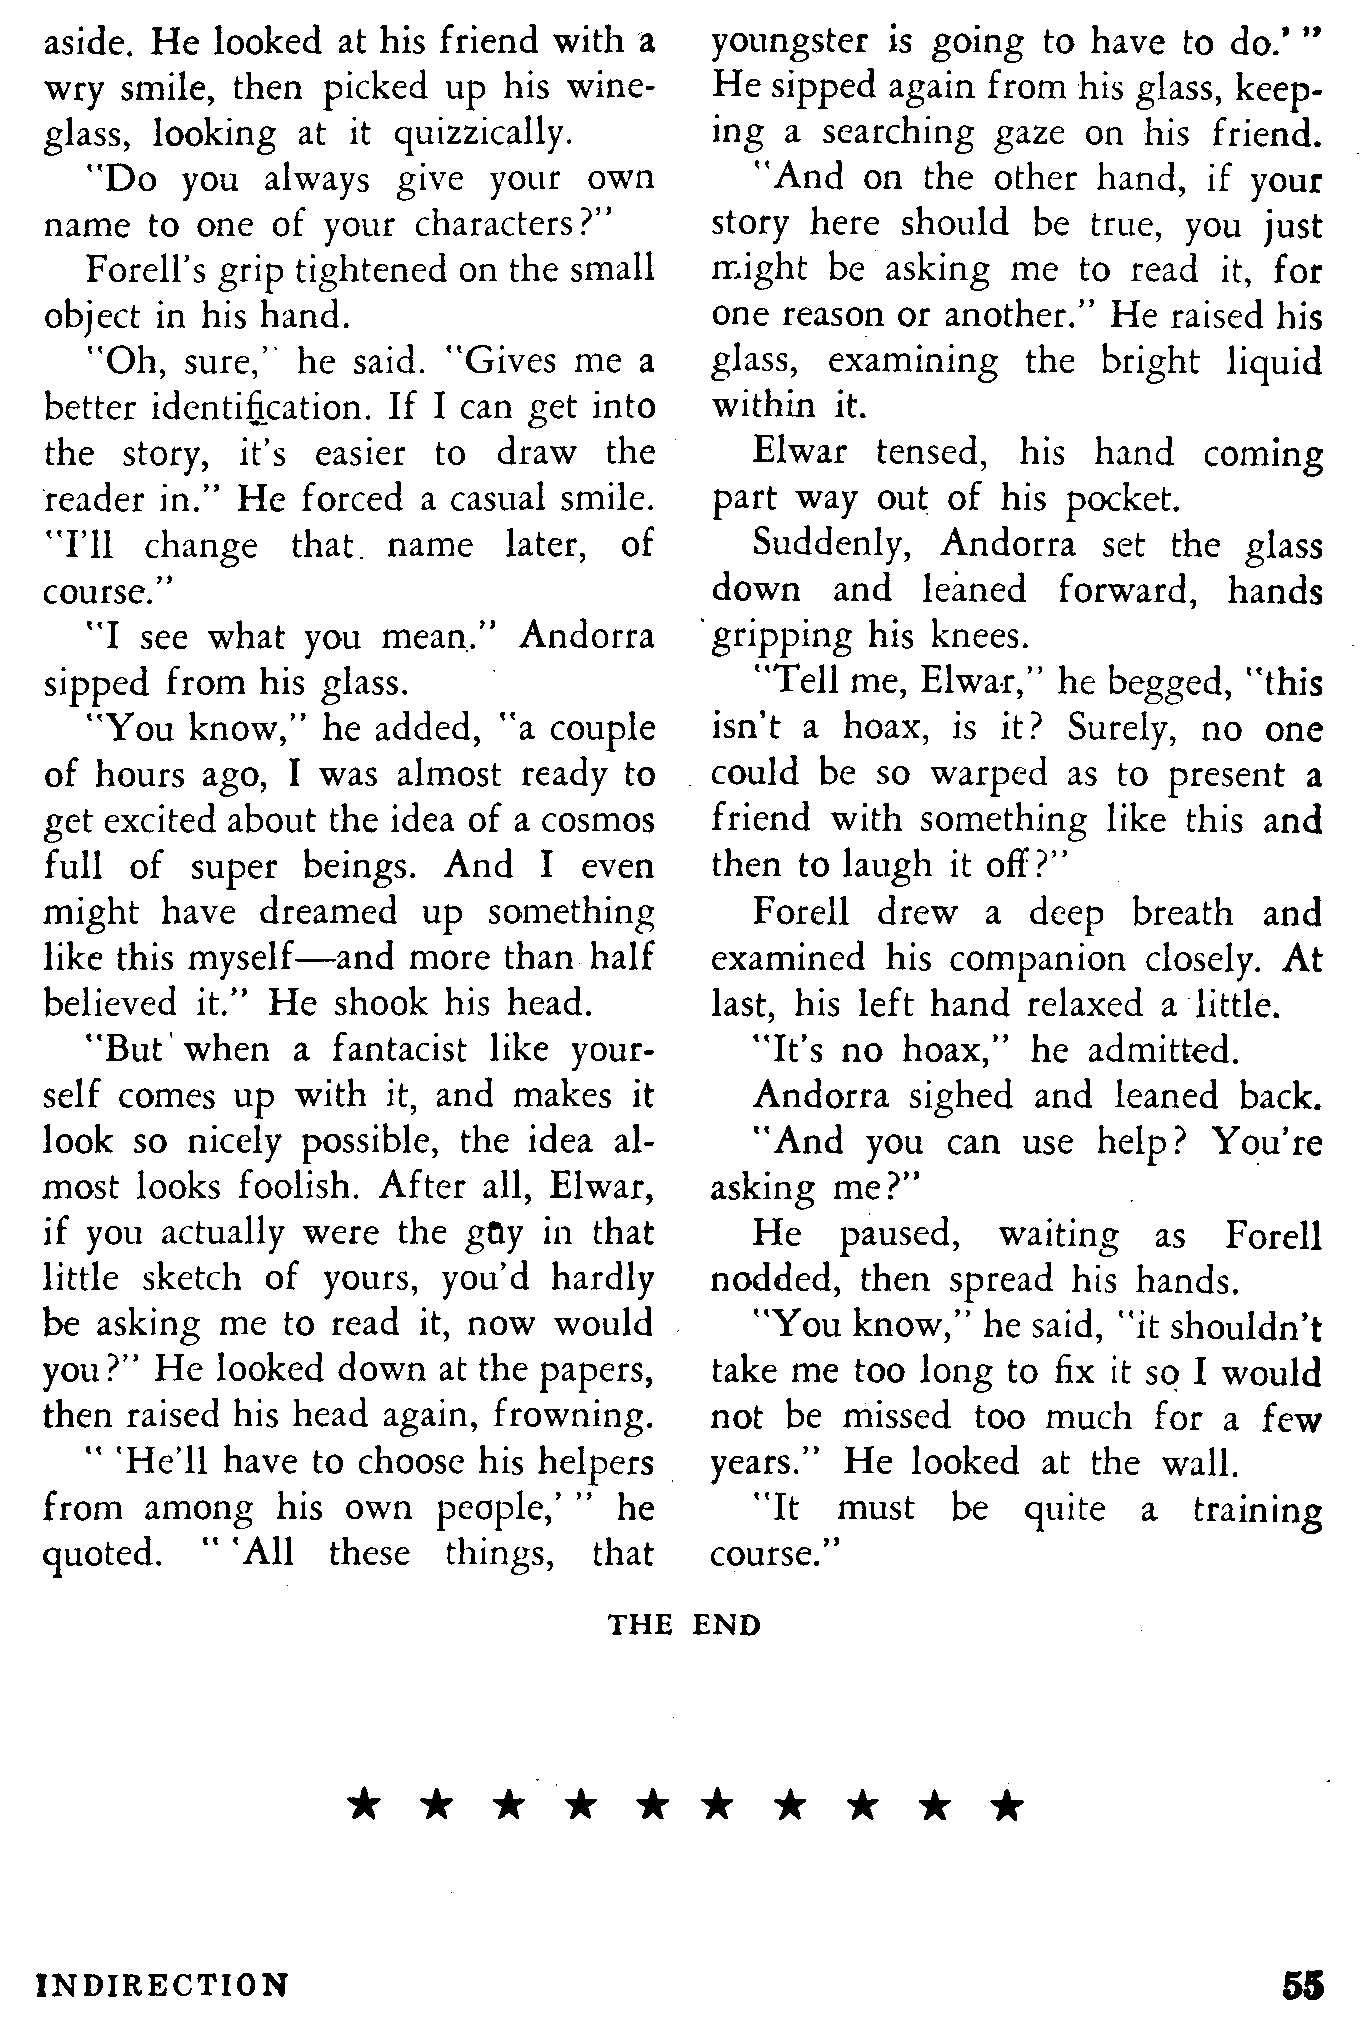 aside. He looked at his friend with a
wry smile, then picked up his wine-
glass, looking at it quizzically.
"Do you always give your own
name to one of your characters?"
Forell's grip tightened on the small
object in his hand.
"Oh, sure," he said. "Gives me a
better identification. If I can get into
the story, it's easier to draw the
reader in." He forced a casual smile.
"I'll change that name later, of
course."
"I see what you mean." Andorra
sipped from his glass.
"You know," he added, "a couple
of hours ago, I was almost ready to
get excited about the idea of a cosmos
full of super beings. And I even
might have dreamed up something
like this myself—and more than half
believed it." He shook his head.
"But when a fantacist like your-
self comes up with it, and makes it
look so nicely possible, the idea al-
most looks foolish. After all, Elwar,
if you actually were the guy in that
little sketch of yours, you'd hardly
be asking me to read it, now would
you?" He looked down at the papers,
then raised his head again, frowning.
" 'He'll have to choose his helpers
from among his own people,' " he
quoted. " 'All these things, that
youngster is going to have to do.' "
He sipped again from his glass, keep-
ing a searching gaze on his friend.
"And on the other hand, if your
story here should be true, you just
might be asking me to read it, for
one reason or another." He raised his
glass, examining the bright liquid
within it.
Elwar tensed, his hand coming
part way out of his pocket.
Suddenly, Andorra set the glass
down and leaned forward, hands
gripping his knees.
"Tell me, Elwar," he begged, "this
isn't a hoax, is it? Surely, no one
could be so warped as to present a
friend with something like this and
then to laugh it off?"
Forell drew a deep breath and
examined his companion closely. At
last, his left hand relaxed a little.
"It's no hoax," he admitted.
Andorra sighed and leaned back.
"And you can use help? You're
asking me?"
He paused, waiting as Forell
nodded, then spread his hands.
"You know," he said, "it shouldn't
take me too long to fix it so I would
not be missed too much for a few
years." He looked at the wall.
"It must be quite a training
course."
THE END
★ ★ ★ ★ ★ ★ ★ ★ ★ ★
INDIRECTION
55